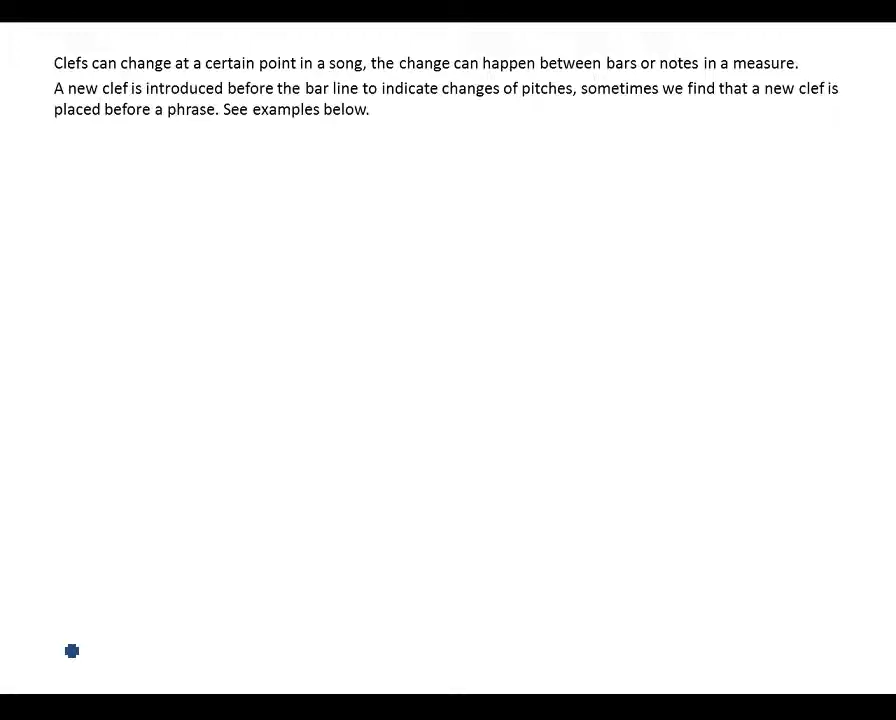 Clefs can change at a certain point in a song, the change can happen between bars or notes in a measure.
A new clef is introduced before the bar line to indicate changes of pitches, sometimes we find that a new clef is
placed before a phrase. See examples below.